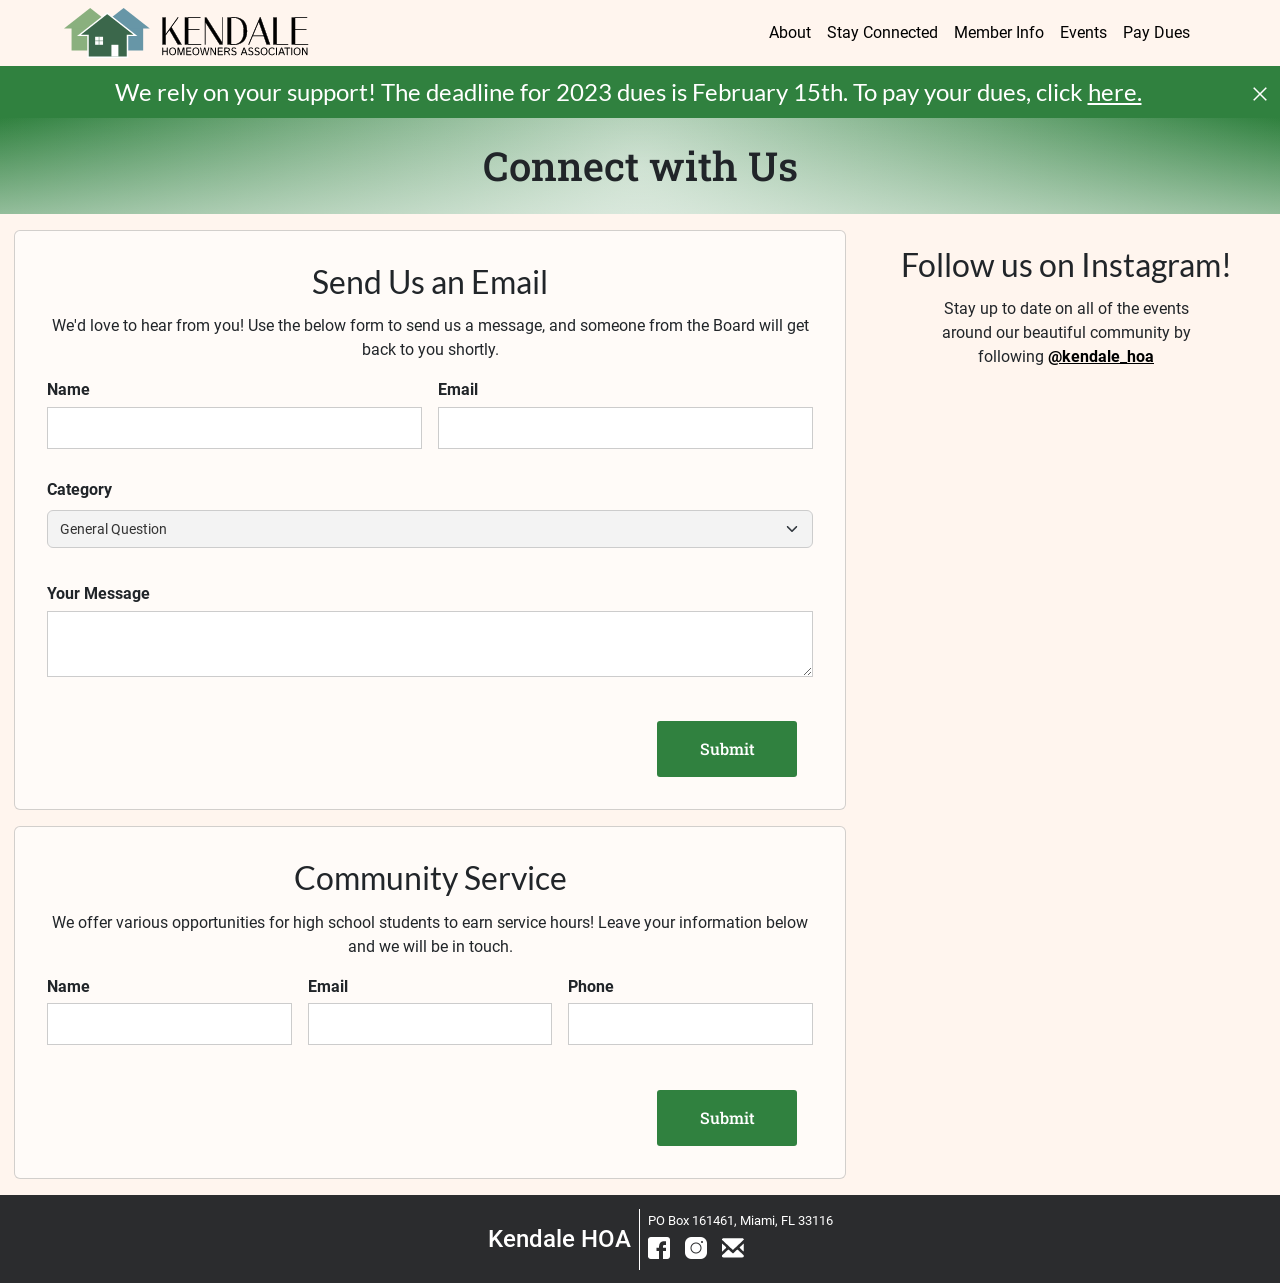 KENDALE
HOMEOWNERS ASSOCIATION
About Stay Connected Member Info Events Pay Dues
We rely on your support! The deadline for 2023 dues is February 15th. To pay your dues, click here.
Connect with Us
Send Us an Email
We'd love to hear from you! Use the below form to send us a message, and someone from the Board will get
back to you shortly.
Name Email
Category
General Question
Your Message
Submit
Follow us on Instagram!
Stay up to date on all of the events
around our beautiful community by
following @kendale_hoa
Community Service
We offer various opportunities for high school students to earn service hours! Leave your information below
and we will be in touch.
Name Email Phone
Submit
Kendale HOA
PO Box 161461, Miami, FL 33116